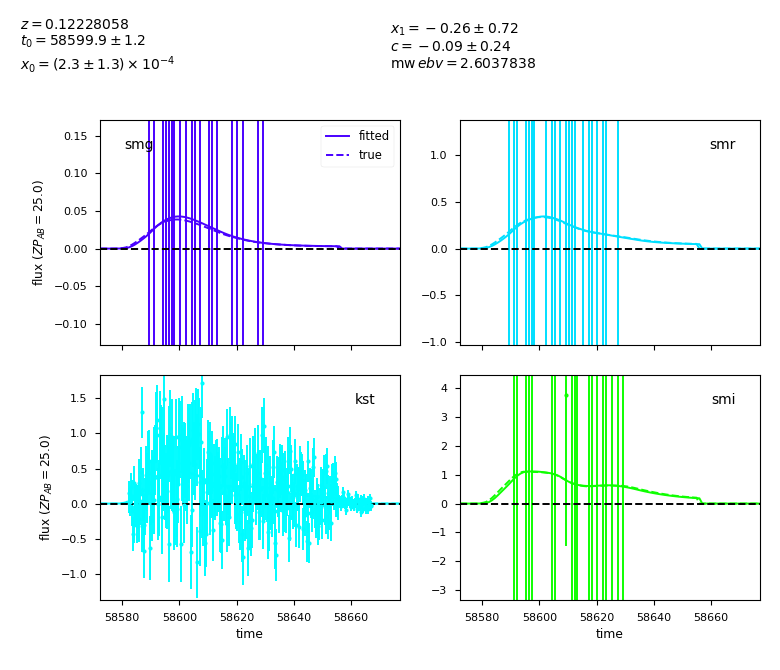 z = 0.12228058
t₀ = 58599.9 ± 1.2
x₀ = (2.3 ± 1.3) × 10⁻⁴
x₁ = −0.26 ± 0.72
c = −0.09 ± 0.24
mwebv = 2.6037838
smg
fitted
true
0.15
0.10
0.05
0.00
−0.05
−0.10
flux (ZP_AB = 25.0)
smr
1.0
0.5
0.0
−0.5
−1.0
kst
1.5
1.0
0.5
0.0
−0.5
−1.0
flux (ZP_AB = 25.0)
58580 58600 58620 58640 58660
time
smi
4
3
2
1
0
−1
−2
−3
58580 58600 58620 58640 58660
time